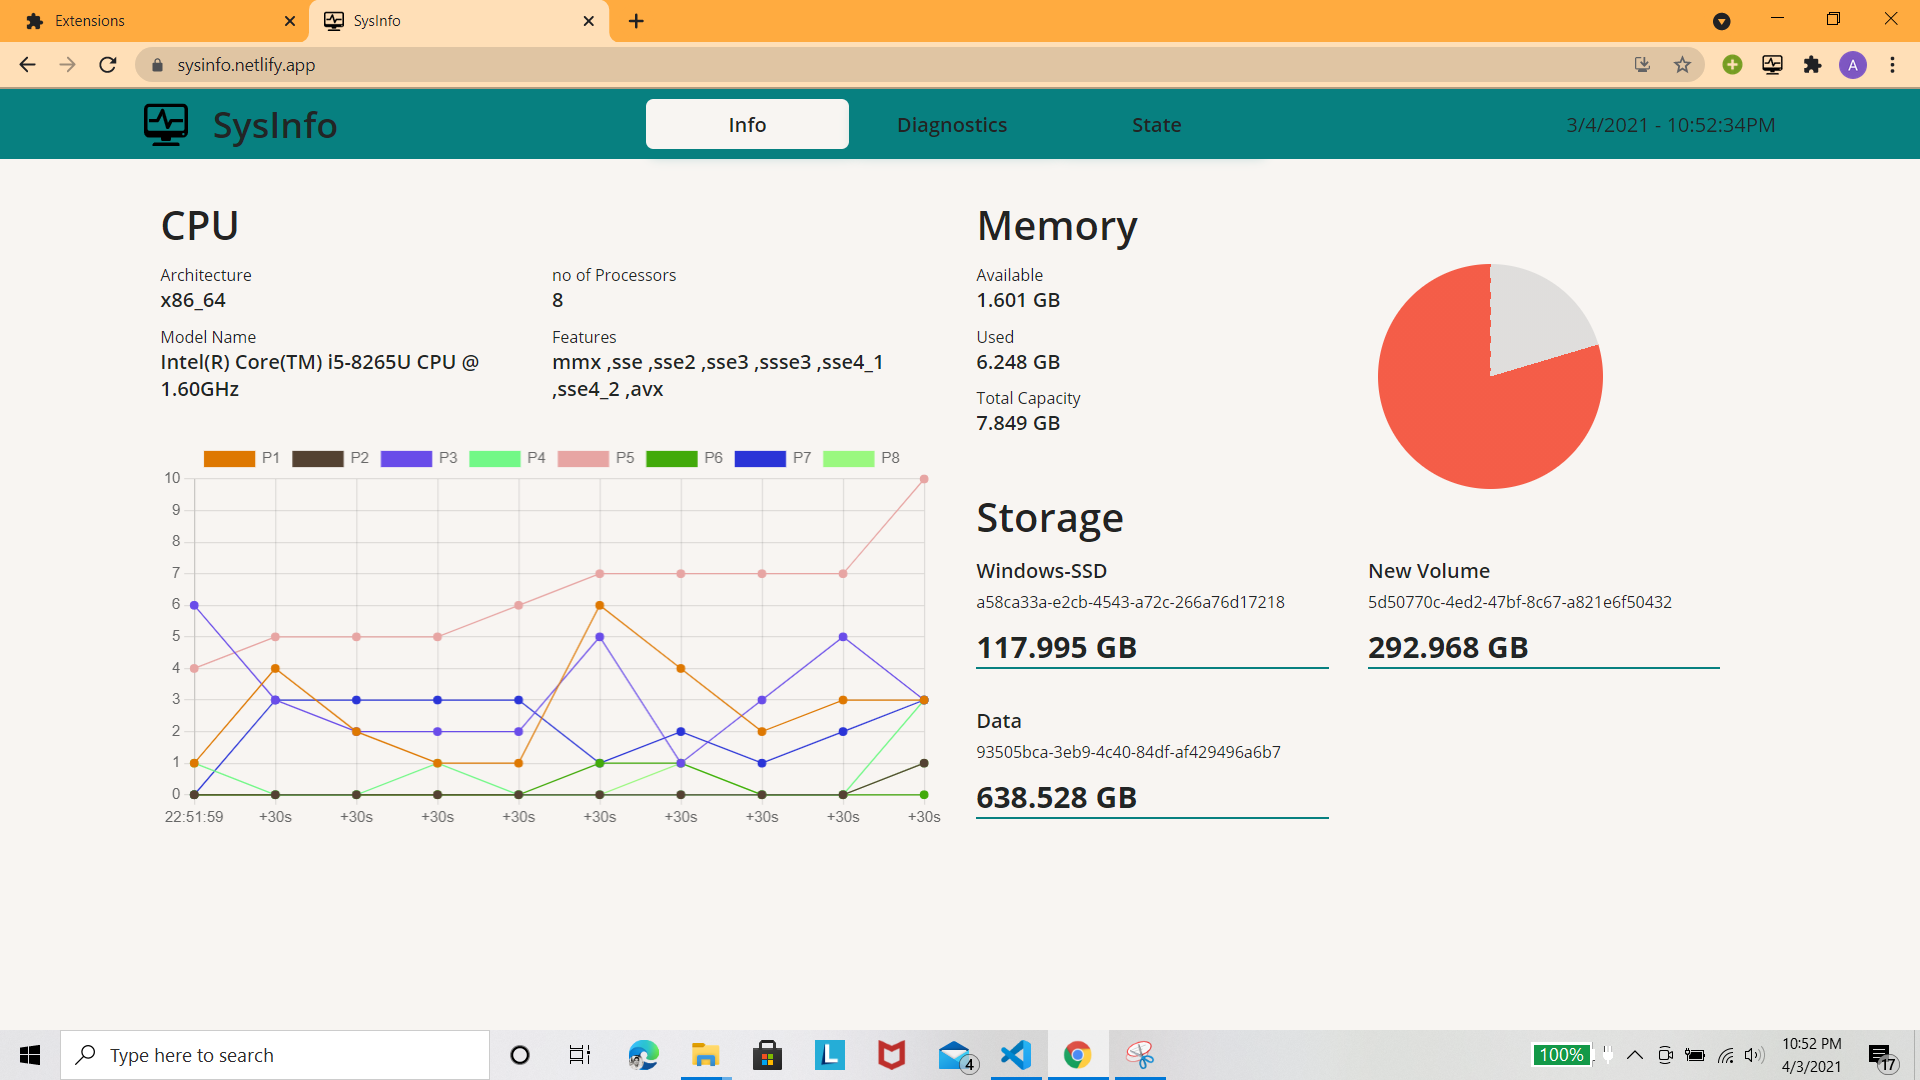 Extensions
SysInfo
sysinfo.netlify.app
A
SysInfo
Info
Diagnostics
State
3/4/2021 - 10:52:34PM
CPU
Architecture
x86_64
no of Processors
8
Model Name
Intel(R) Core(TM) i5-8265U CPU @
1.60GHz
Features
mmx ,sse ,sse2 ,sse3 ,ssse3 ,sse4_1
,sse4_2 ,avx
P1 P2 P3 P4 P5 P6 P7 P8
10
9
8
7
6
5
4
3
2
1
0
22:51:59 +30s +30s +30s +30s +30s +30s +30s +30s +30s
Memory
Available
1.601 GB
Used
6.248 GB
Total Capacity
7.849 GB
Storage
Windows-SSD
a58ca33a-e2cb-4543-a72c-266a76d17218
117.995 GB
New Volume
5d50770c-4ed2-47bf-8c67-a821e6f50432
292.968 GB
Data
93505bca-3eb9-4c40-84df-af429496a6b7
638.528 GB
Type here to search
L
4
100%
10:52 PM
4/3/2021
17